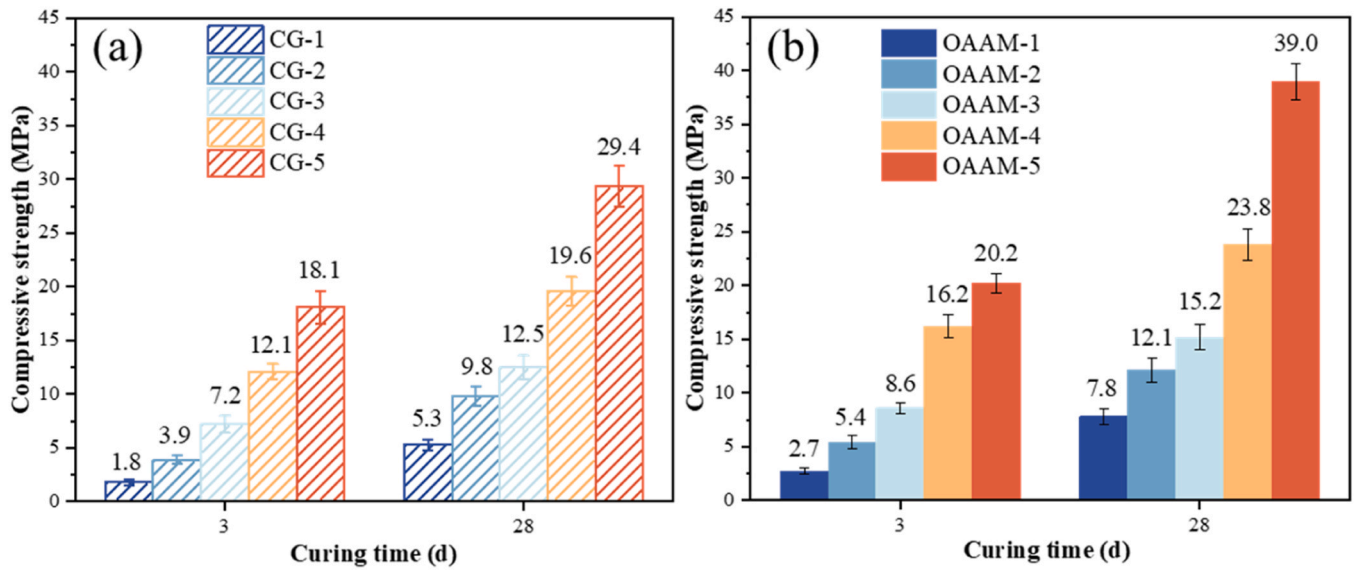 (a)
CG-1
CG-2
CG-3
CG-4
CG-5
Compressive strength (MPa)
45
40
35
30
25
20
15
10
5
0
1.8
3.9
7.2
12.1
18.1
5.3
9.8
12.5
19.6
29.4
3
28
Curing time (d)
(b)
OAAM-1
OAAM-2
OAAM-3
OAAM-4
OAAM-5
Compressive strength (MPa)
45
40
35
30
25
20
15
10
5
0
2.7
5.4
8.6
16.2
20.2
7.8
12.1
15.2
23.8
39.0
3
28
Curing time (d)